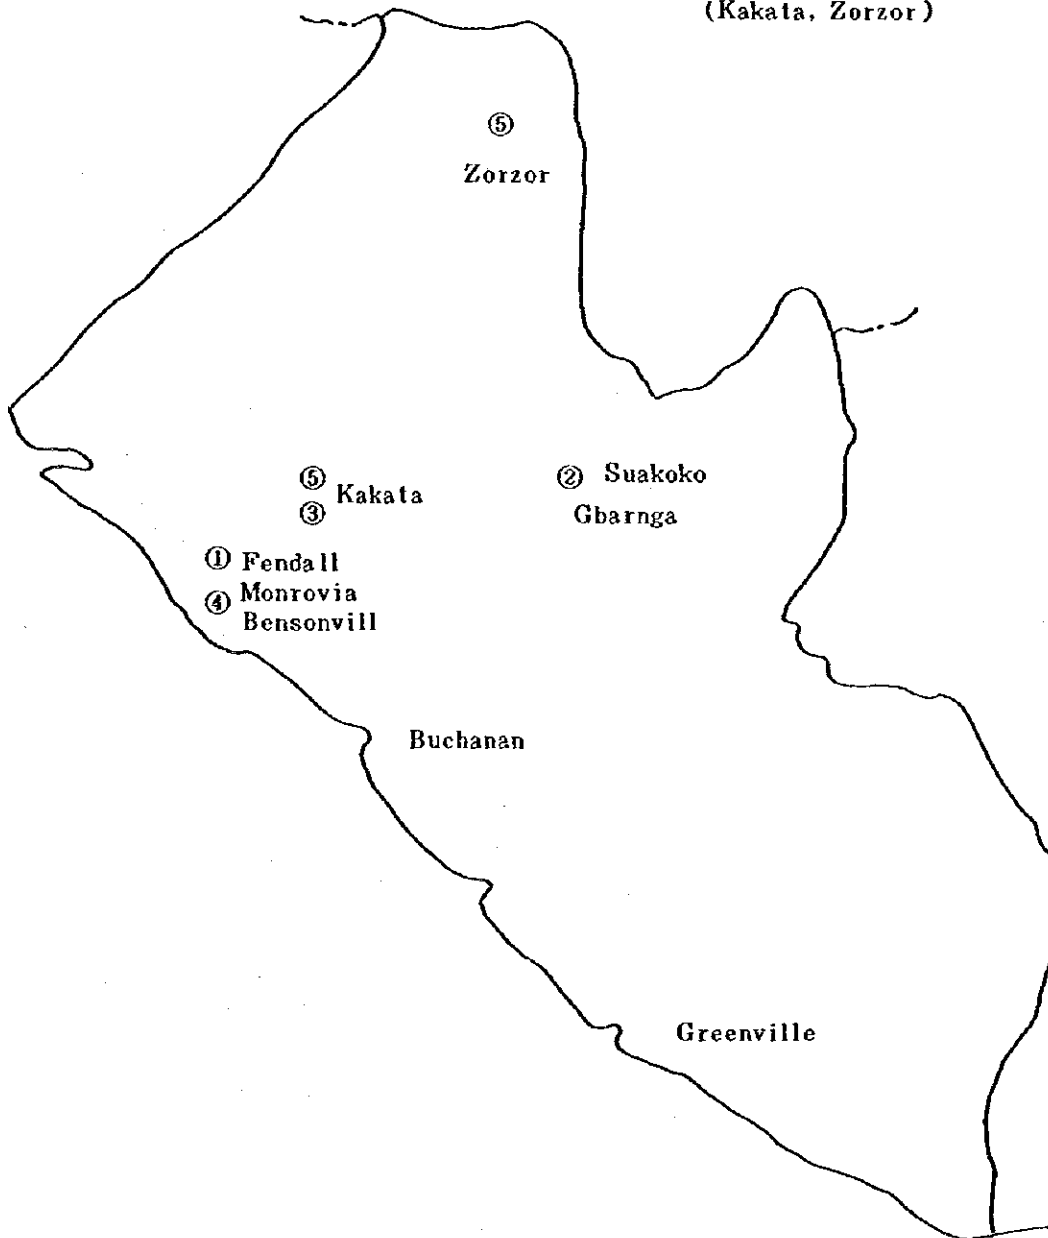 (Kakata, Zorzor)
⑤
Zorzor
⑤
Kakata
③
② Suakoko
Gbarnga
① Fendall
④ Monrovia
Bensonvill
Buchanan
Greenville